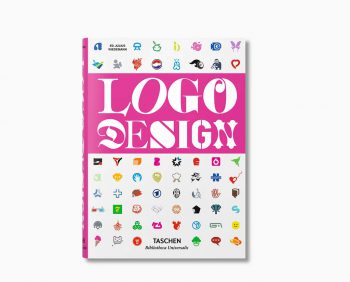 ED. JULIUS
WIEDEMANN
LOGO
DESIGN
TASCHEN
Bibliotheca Universalis